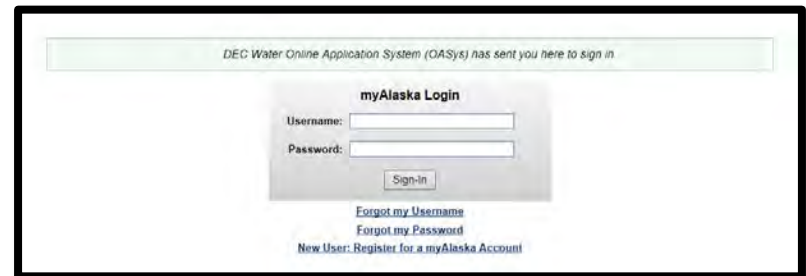 DEC Water Online Application System (OASys) has sent you here to sign in
myAlaska Login
Username:
Password:
Sign-In
Forgot my Username
Forgot my Password
New User: Register for a myAlaska Account